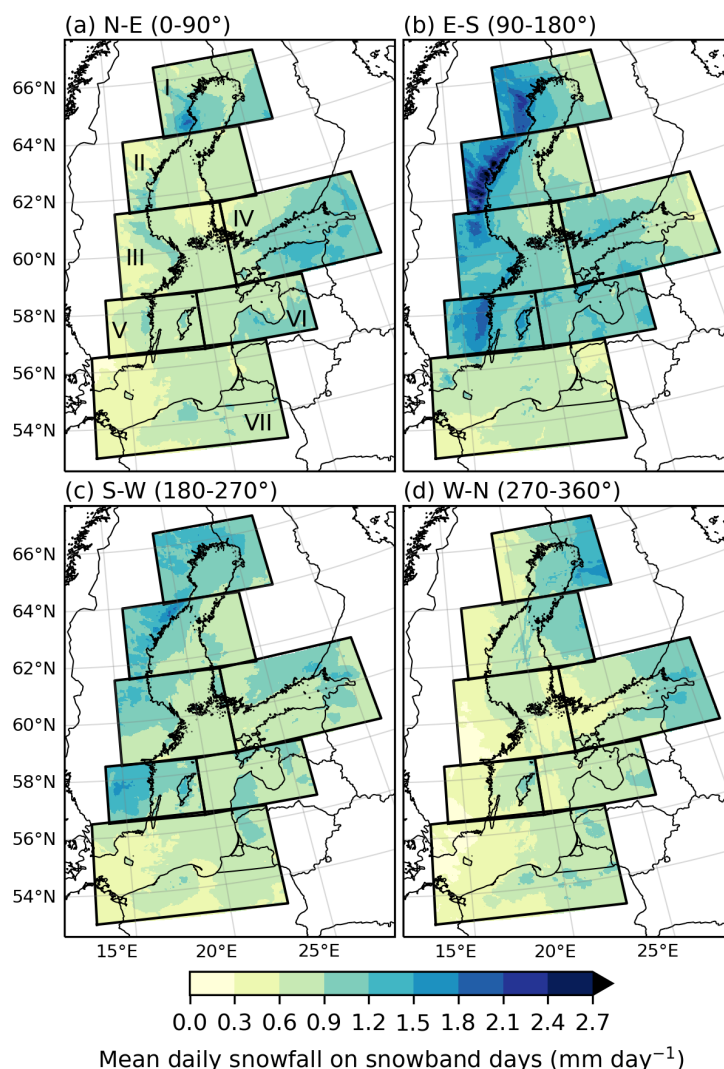 (a) N-E (0-90°)
(b) E-S (90-180°)
66°N
64°N
62°N
60°N
58°N
56°N
54°N
I
II
III
IV
V
VI
VII
(c) S-W (180-270°)
(d) W-N (270-360°)
66°N
64°N
62°N
60°N
58°N
56°N
54°N
15°E 20°E 25°E 15°E 20°E 25°E
0.0 0.3 0.6 0.9 1.2 1.5 1.8 2.1 2.4 2.7
Mean daily snowfall on snowband days (mm day⁻¹)